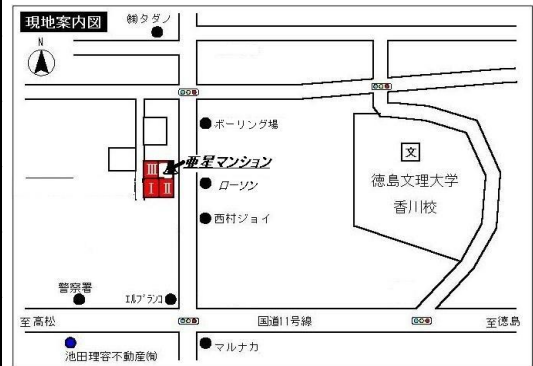 現地案内図
㈱タダノ
N
ボーリング場
亜星マンション
Ⅲ
Ⅰ Ⅱ
ローソン
西村ジョイ
文
徳島文理大学
香川校
警察署
エルブランコ
至高松
国道11号線
至徳島
池田理容不動産㈲
マルナカ